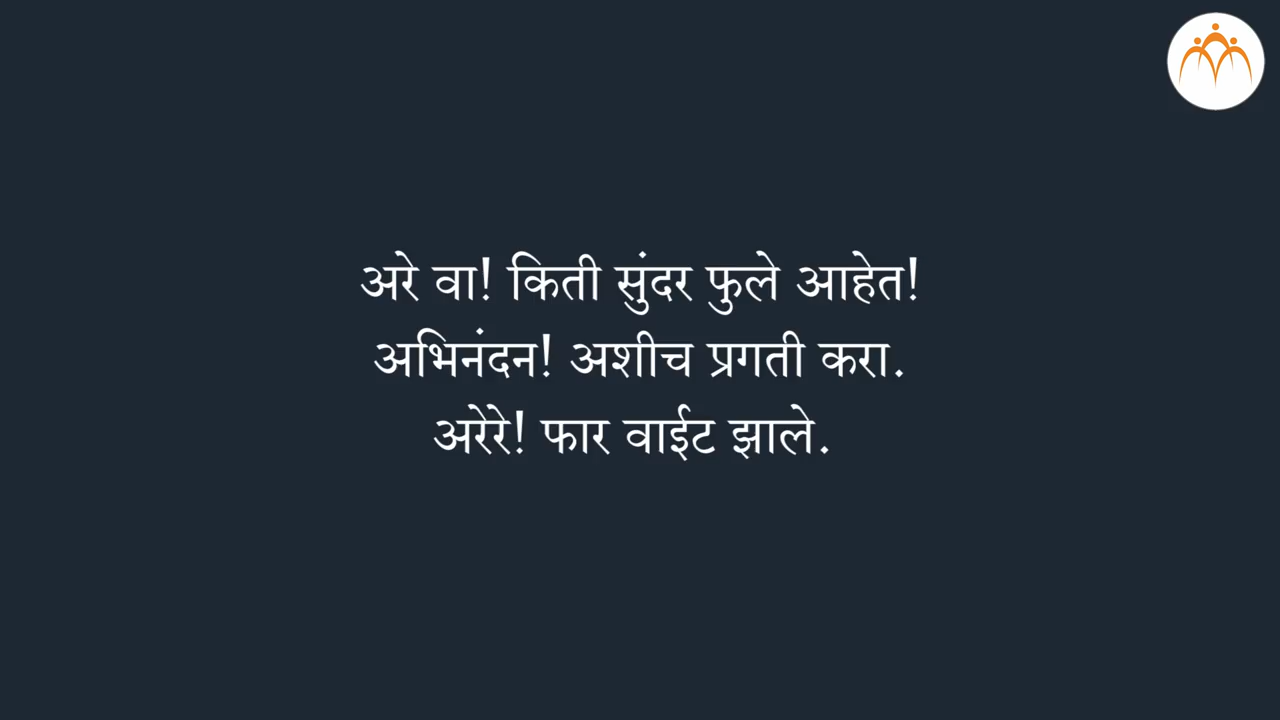 अरे वा! किती सुंदर फुले आहेत!
अभिनंदन! अशीच प्रगती करा.
अरेरे! फार वाईट झाले.